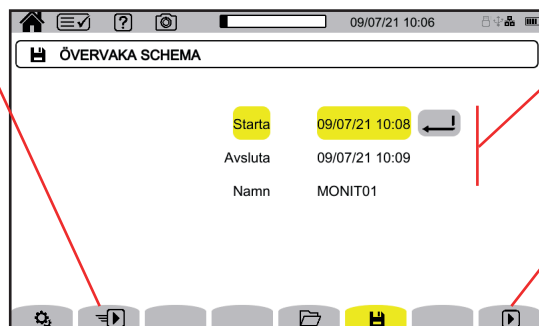 09/07/21 10:06
ÖVERVAKA SCHEMA
Starta 09/07/21 10:08
Avsluta 09/07/21 10:09
Namn MONIT01